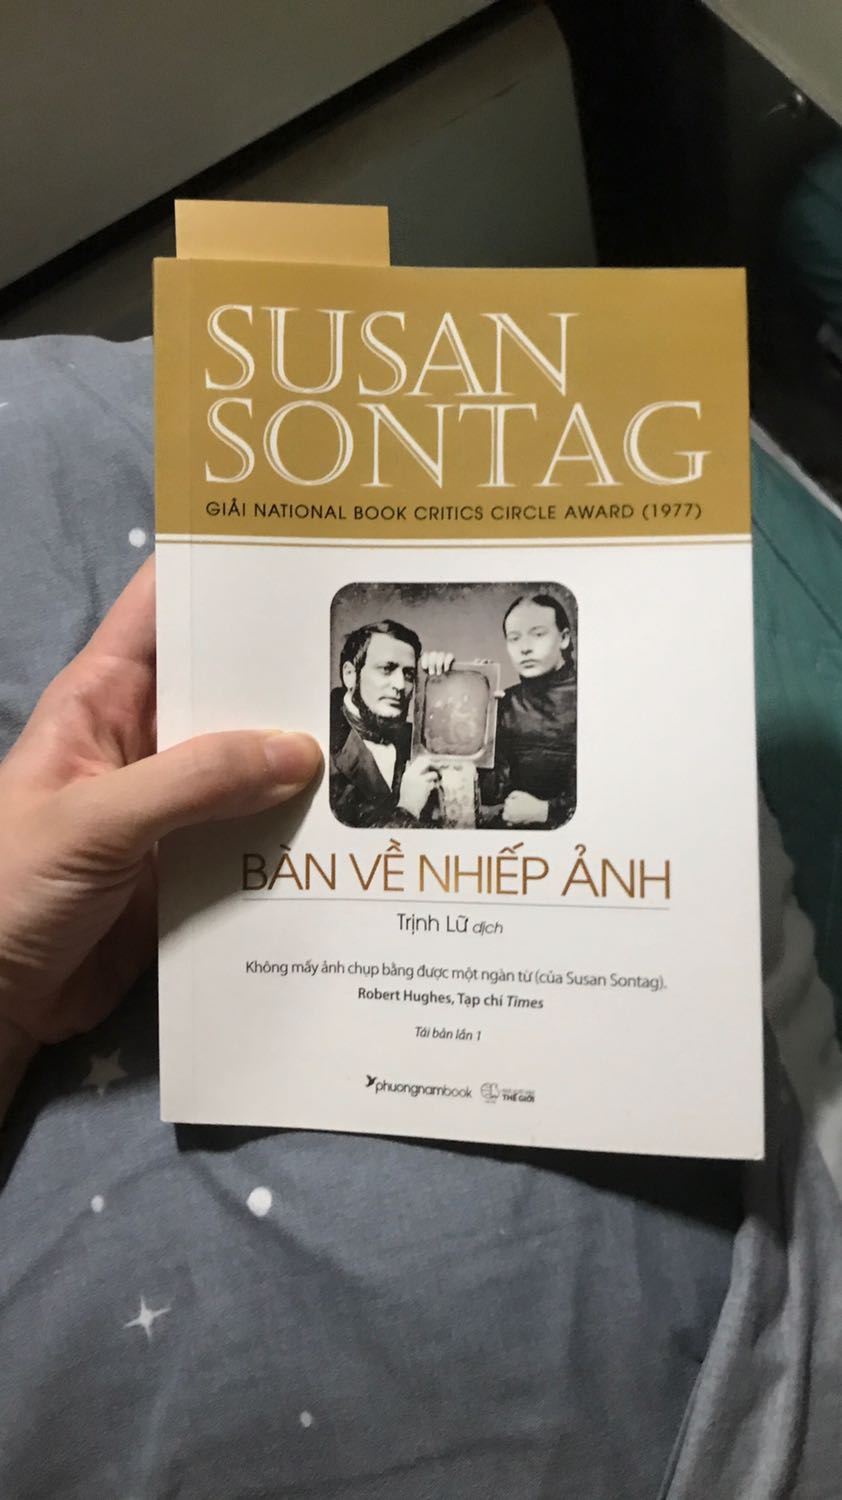 SUSAN
SONTAG
GIẢI NATIONAL BOOK CRITICS CIRCLE AWARD (1977)
BÀN VỀ NHIẾP ẢNH
Trịnh Lữ dịch
Không mấy ảnh chụp bằng được một ngàn từ (của Susan Sontag).
Robert Hughes, Tạp chí Times
Tái bản lần 1
phuongnambook
THẾ GIỚI